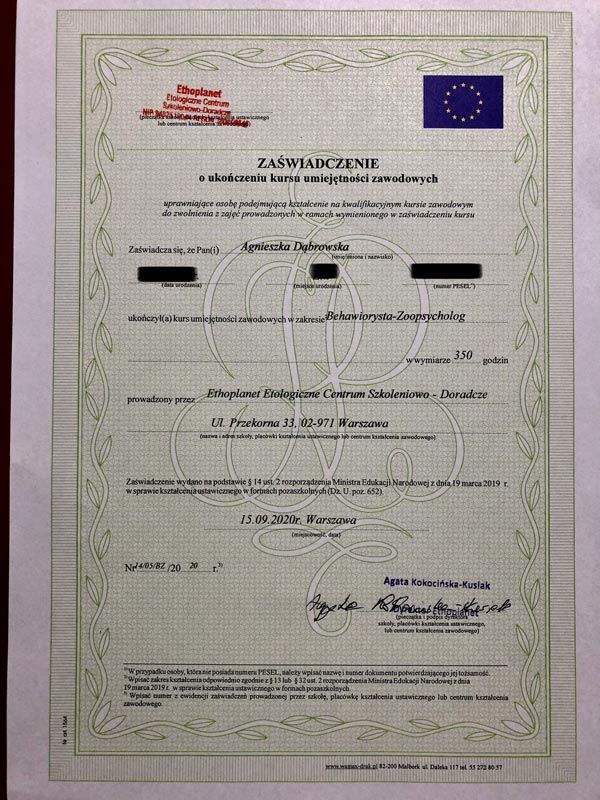 Ethoplanet
Etologiczne Centrum
Szkoleniowo-Doradcze
lub centrum kształcenia zawodowego)
ZAŚWIADCZENIE
o ukończeniu kursu umiejętności zawodowych
uprawniające osobę podejmującą kształcenie na kwalifikacyjnym kursie zawodowym
do zwolnienia z zajęć prowadzonych w ramach wymienionego w zaświadczeniu kursu
Zaświadcza się, że Pan(i) Agnieszka Dąbrowska
(imię/imiona i nazwisko)
(data urodzenia) (miejsce urodzenia) (numer PESEL¹⁾)
ukończył(a) kurs umiejętności zawodowych w zakresie Behawiorysta-Zoopsycholog
w wymiarze 350 godzin
prowadzony przez Ethoplanet Etologiczne Centrum Szkoleniowo - Doradcze
Ul. Przekorna 33, 02-971 Warszawa
(nazwa i adres szkoły, placówki kształcenia ustawicznego lub centrum kształcenia zawodowego)
Zaświadczenie wydano na podstawie § 14 ust. 2 rozporządzenia Ministra Edukacji Narodowej z dnia 19 marca 2019 r.
w sprawie kształcenia ustawicznego w formach pozaszkolnych (Dz. U. poz. 652).
15.09.2020r. Warszawa
(miejscowość, data)
Nr 14/05/BZ /20 20 r.³⁾
Agata Kokocińska-Kusiak
Dyrektor Ethoplanet
(pieczątka i podpis dyrektora
szkoły, placówki kształcenia ustawicznego,
lub centrum kształcenia zawodowego)
¹⁾ W przypadku osoby, która nie posiada numeru PESEL, należy wpisać nazwę i numer dokumentu potwierdzającego jej tożsamość.
²⁾ Wpisać zakres kształcenia odpowiednio zgodnie z § 13 lub § 32 ust. 2 rozporządzenia Ministra Edukacji Narodowej z dnia
19 marca 2019 r. w sprawie kształcenia ustawicznego w formach pozaszkolnych.
³⁾ Wpisać numer z ewidencji zaświadczeń prowadzonej przez szkołę, placówkę kształcenia ustawicznego lub centrum kształcenia
zawodowego.
www.wamax-druk.pl 82-200 Malbork ul. Daleka 117 tel. 55 272 80 57